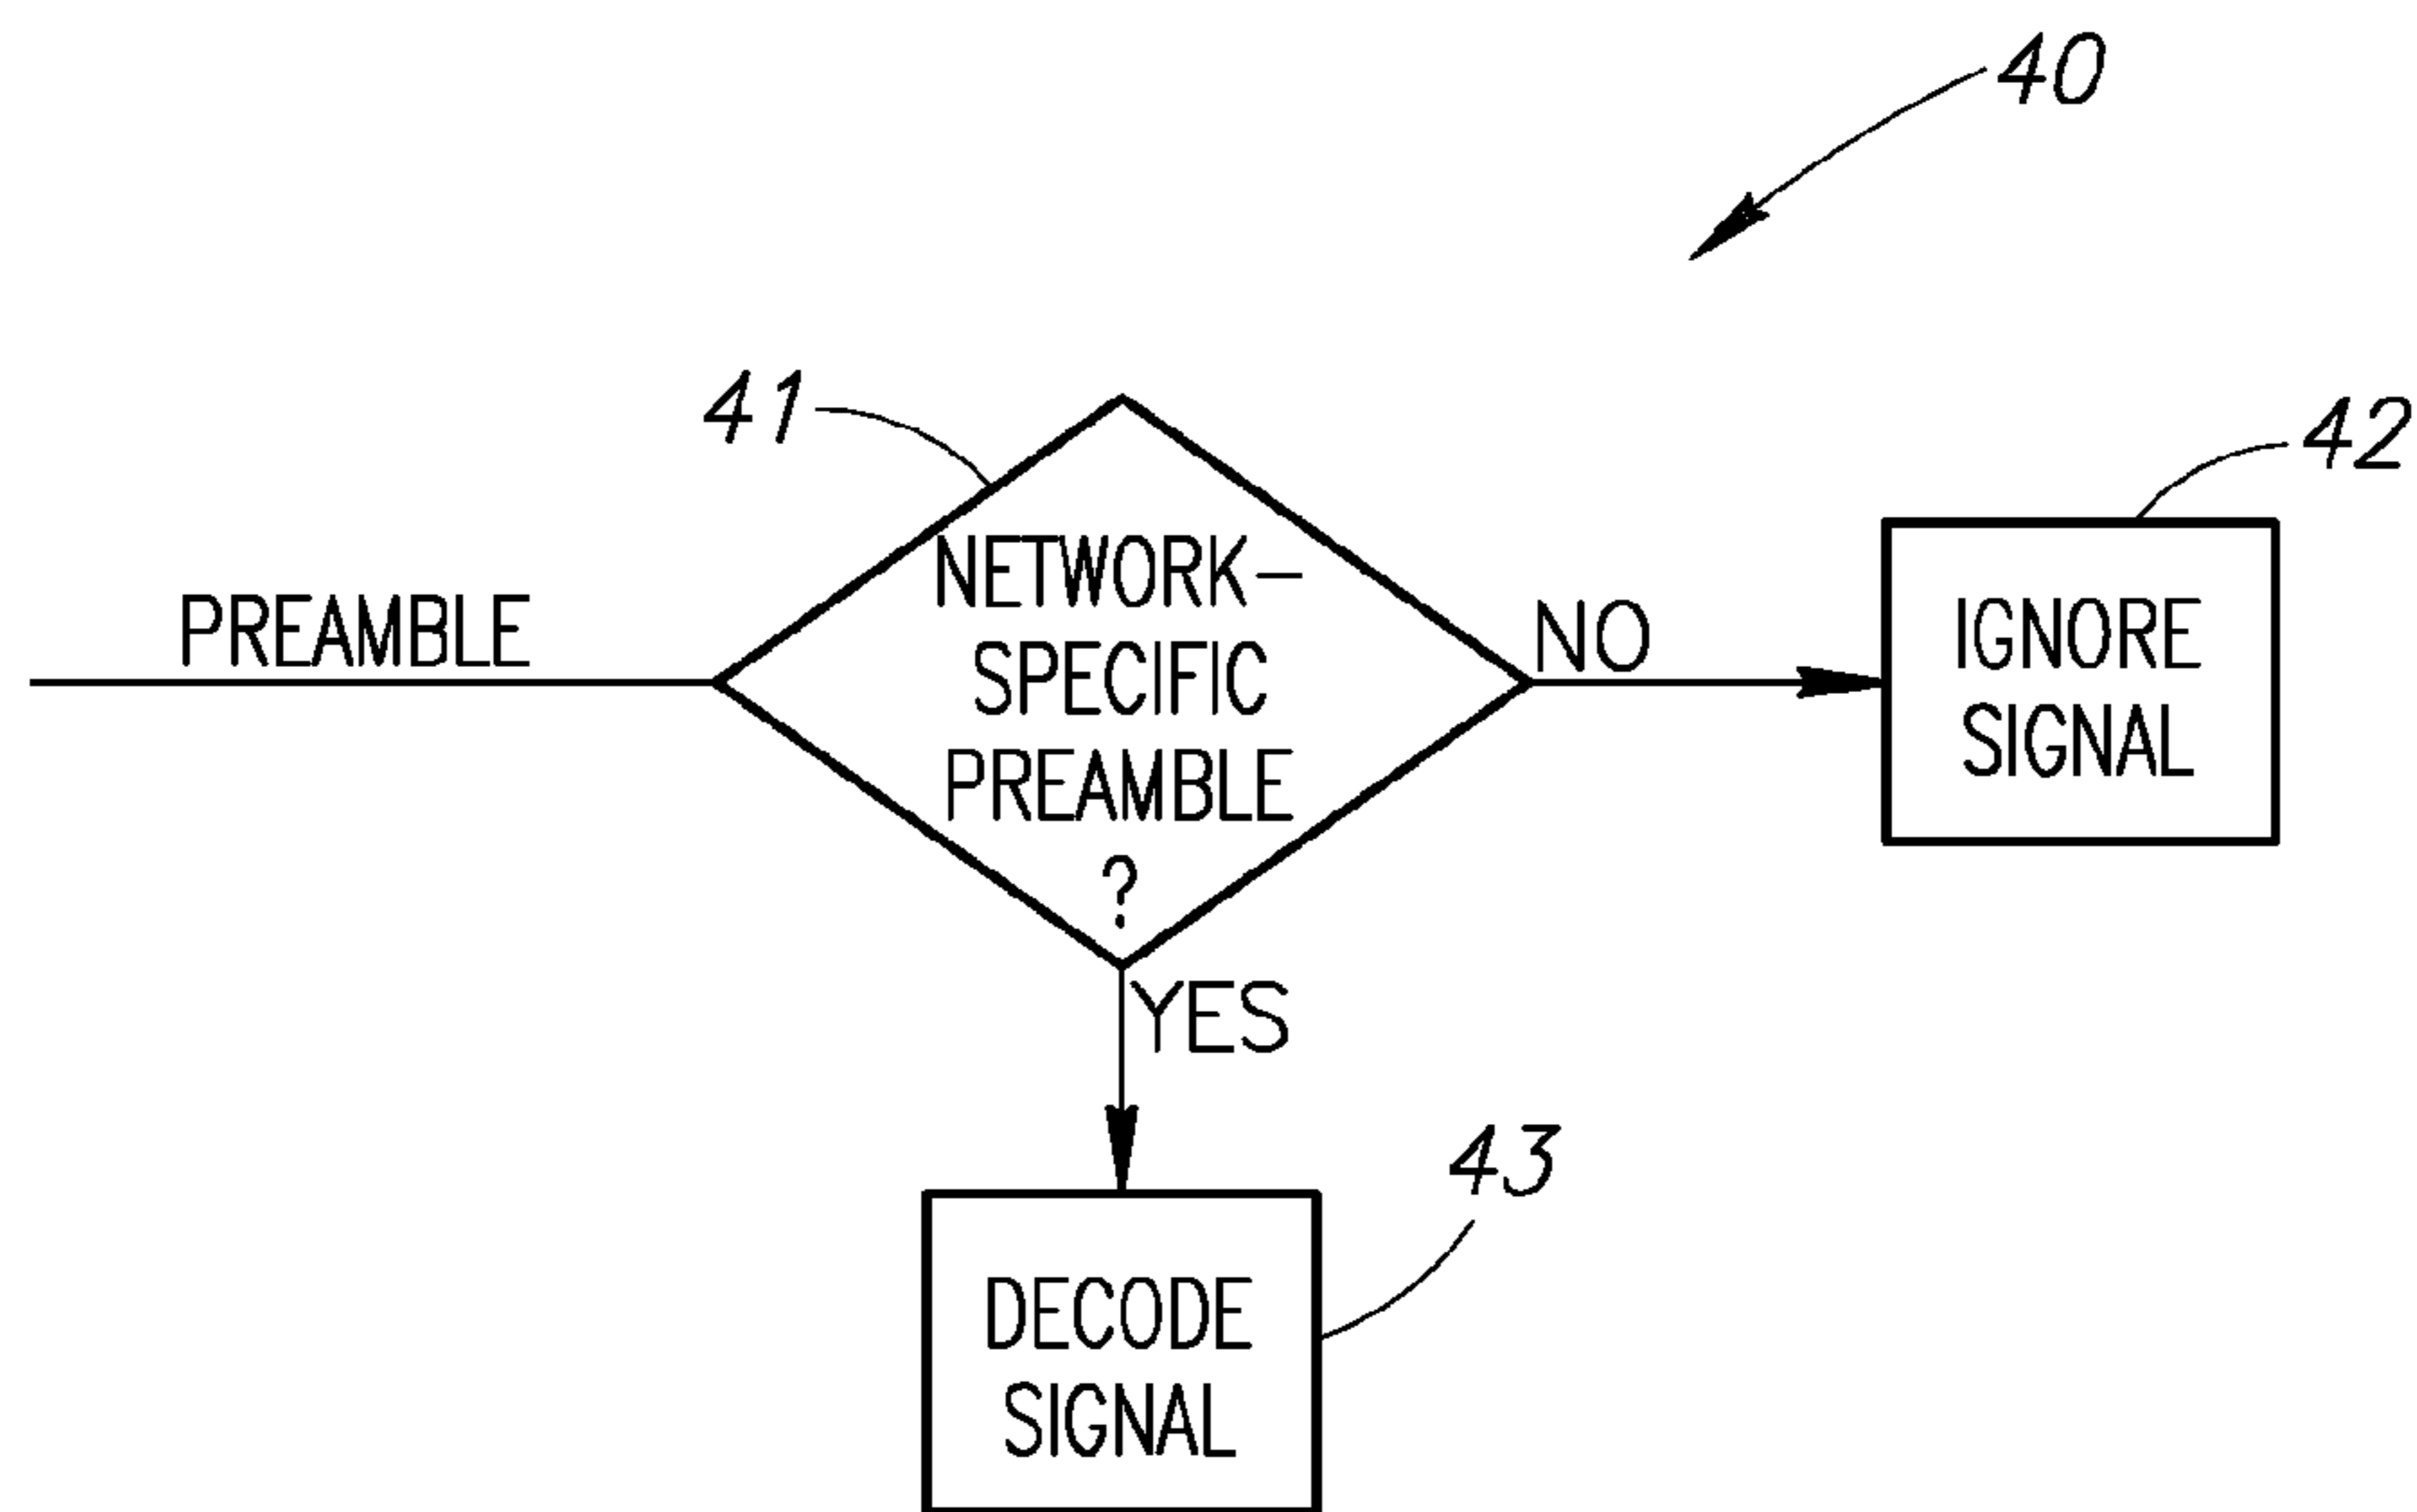 40
41
42
NETWORK-
SPECIFIC
PREAMBLE
?
PREAMBLE
NO
IGNORE
SIGNAL
YES
43
DECODE
SIGNAL